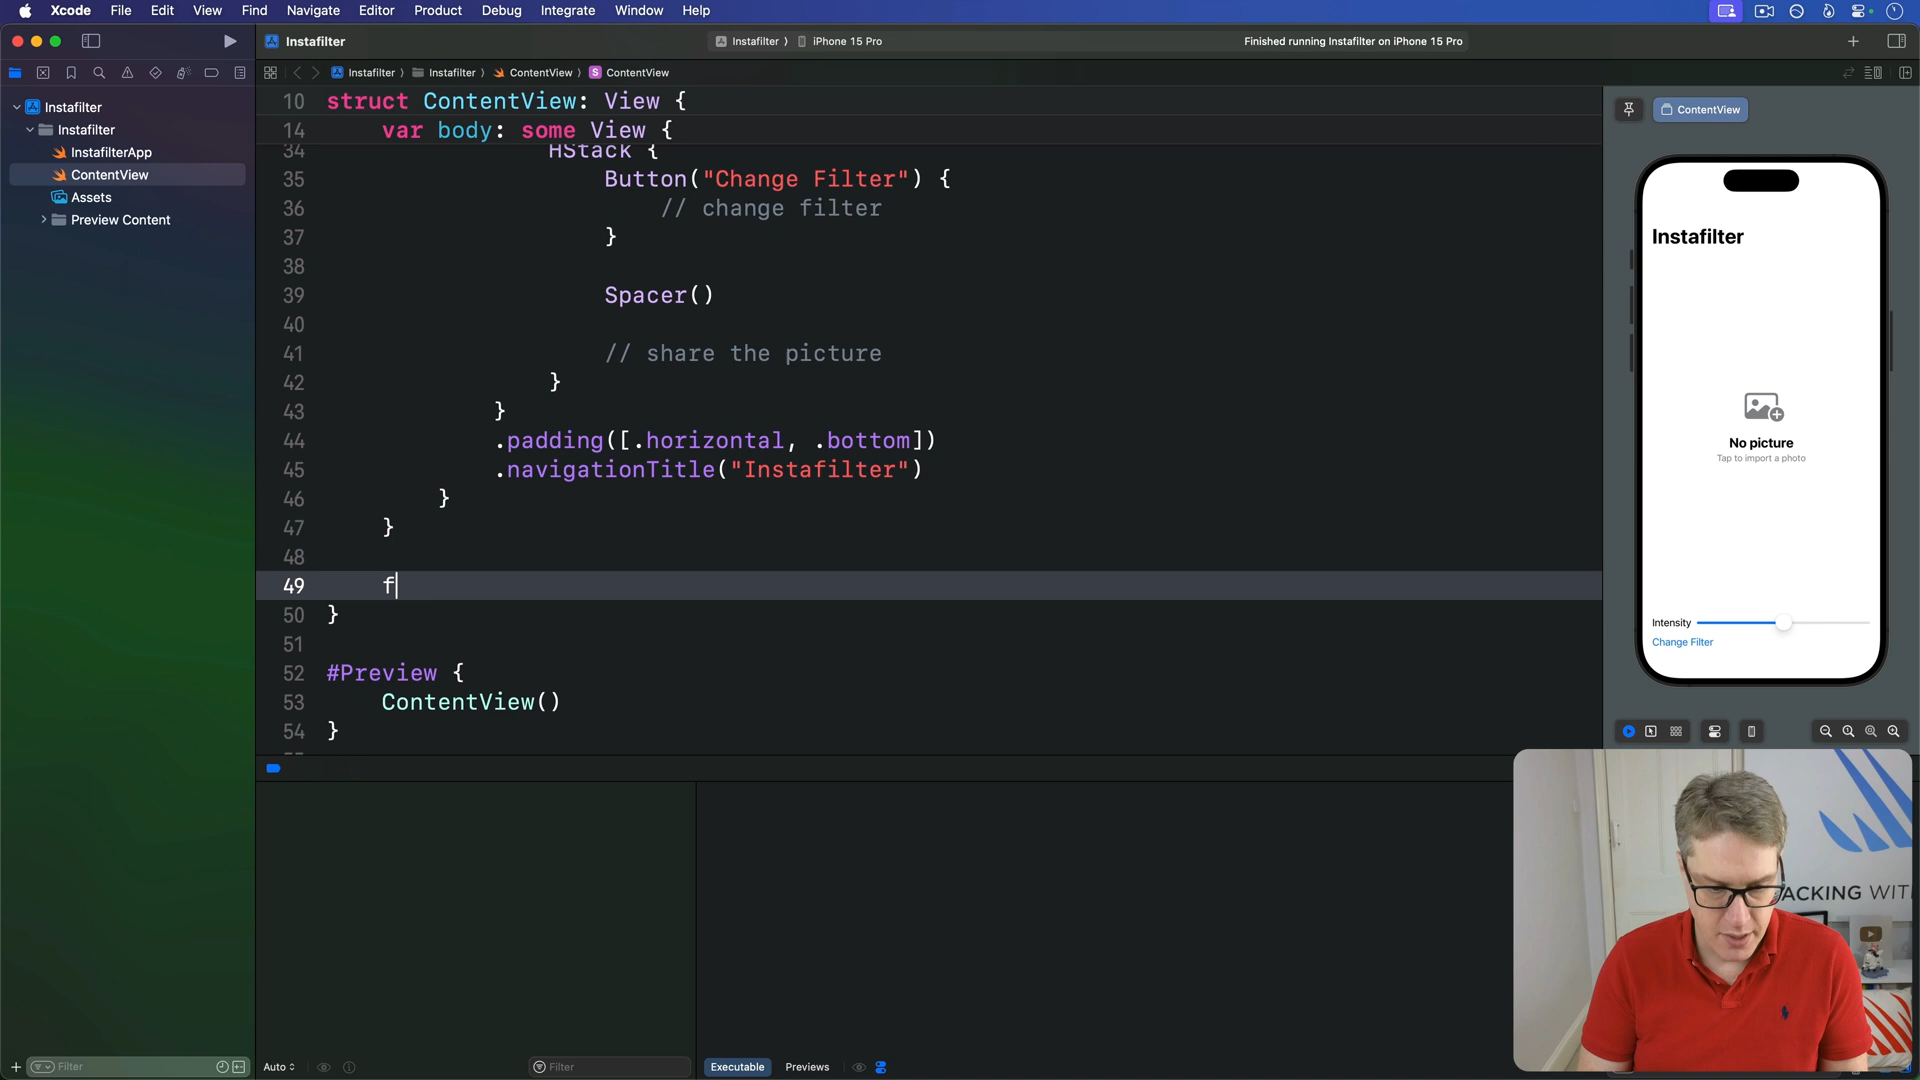 Xcode File Edit View Find Navigate Editor Product Debug Integrate Window Help
Instafilter
Instafilter ⟩ iPhone 15 Pro
Finished running Instafilter on iPhone 15 Pro
Instafilter ⟩ Instafilter ⟩ ContentView ⟩ S ContentView
Instafilter
Instafilter
InstafilterApp
ContentView
Assets
Preview Content
10 struct ContentView: View {
14 var body: some View {
34 HStack {
35 Button("Change Filter") {
36 // change filter
37 }
38
39 Spacer()
40
41 // share the picture
42 }
43 }
44 .padding([.horizontal, .bottom])
45 .navigationTitle("Instafilter")
46 }
47 }
48
49 f
50 }
51
52 #Preview {
53 ContentView()
54 }
ContentView
Instafilter
No picture
Tap to import a photo
Intensity
Change Filter
ACKING WIT
Filter
Auto
Filter
Executable
Previews